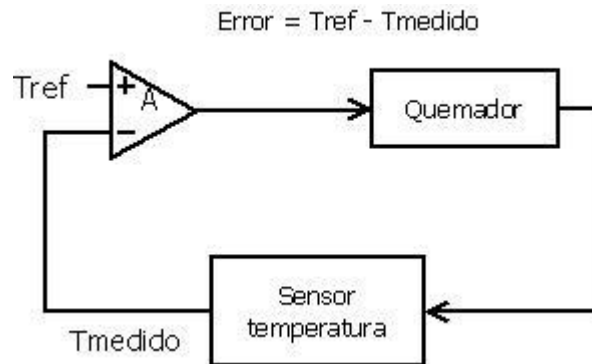 Error = Tref - Tmedido
Tref
+
A
-
Quemador
Sensor
temperatura
Tmedido